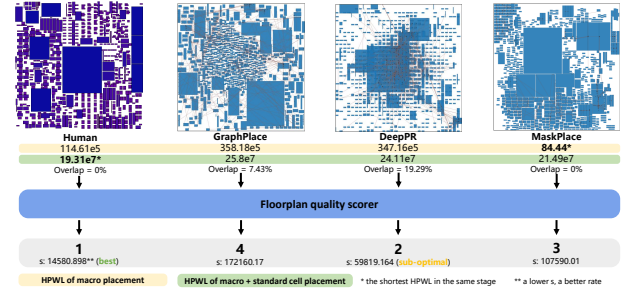 Human GraphPlace DeepPR MaskPlace
114.61e5 358.18e5 347.16e5 84.44*
19.31e7* 25.8e7 24.11e7 21.49e7
Overlap = 0% Overlap = 7.43% Overlap = 19.29% Overlap = 0%
Floorplan quality scorer
1 4 2 3
s: 14580.898** (best) s: 172160.17 s: 59819.164 (sub-optimal) s: 107590.01
HPWL of macro placement HPWL of macro + standard cell placement * the shortest HPWL in the same stage ** a lower s, a better rate